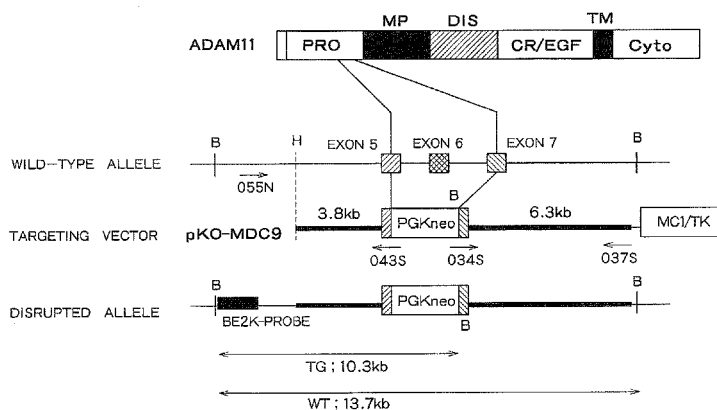 MP DIS TM
ADAM11 PRO CR/EGF Cyto
B H EXON 5 EXON 6 EXON 7 B
WILD-TYPE ALLELE
055N
B
3.8kb PGKneo 6.3kb MC1/TK
TARGETING VECTOR pKO-MDC9
043S 034S 037S
B B
DISRUPTED ALLELE PGKneo
BE2K-PROBE B
TG ; 10.3kb
WT ; 13.7kb